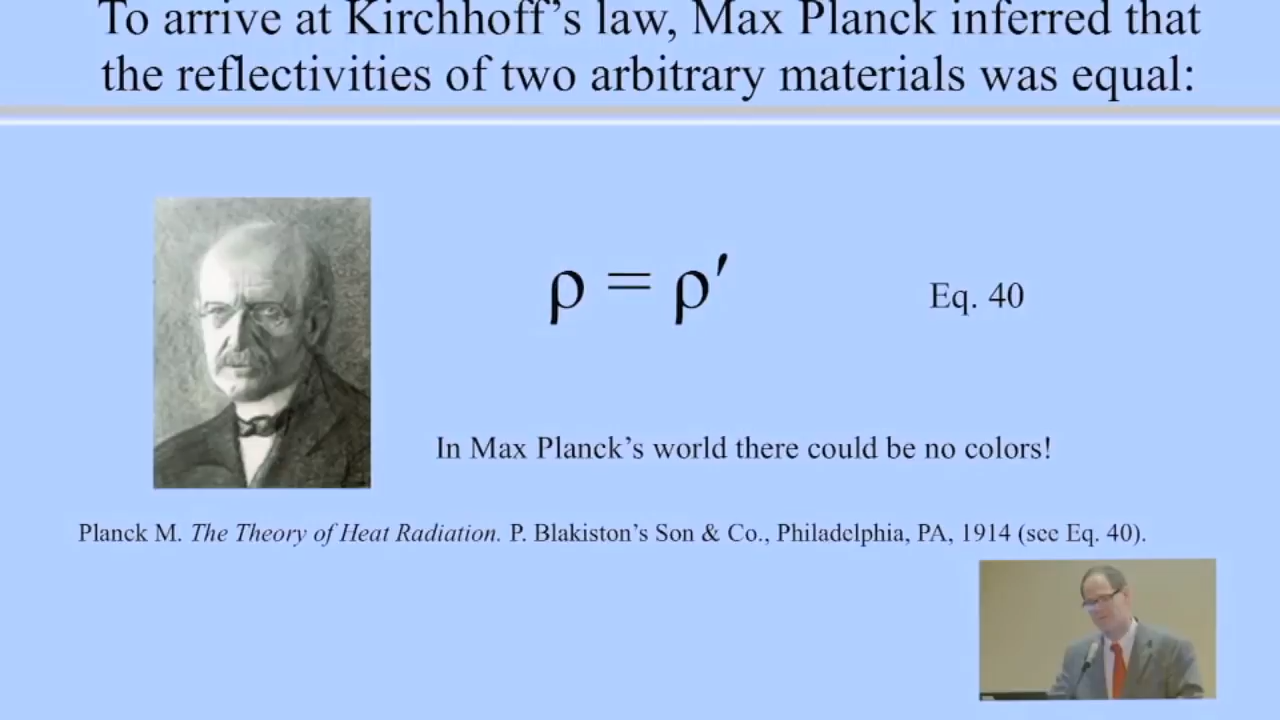 To arrive at Kirchhoff's law, Max Planck inferred that
the reflectivities of two arbitrary materials was equal:
ρ = ρ′
Eq. 40
In Max Planck's world there could be no colors!
Planck M. The Theory of Heat Radiation. P. Blakiston's Son & Co., Philadelphia, PA, 1914 (see Eq. 40).